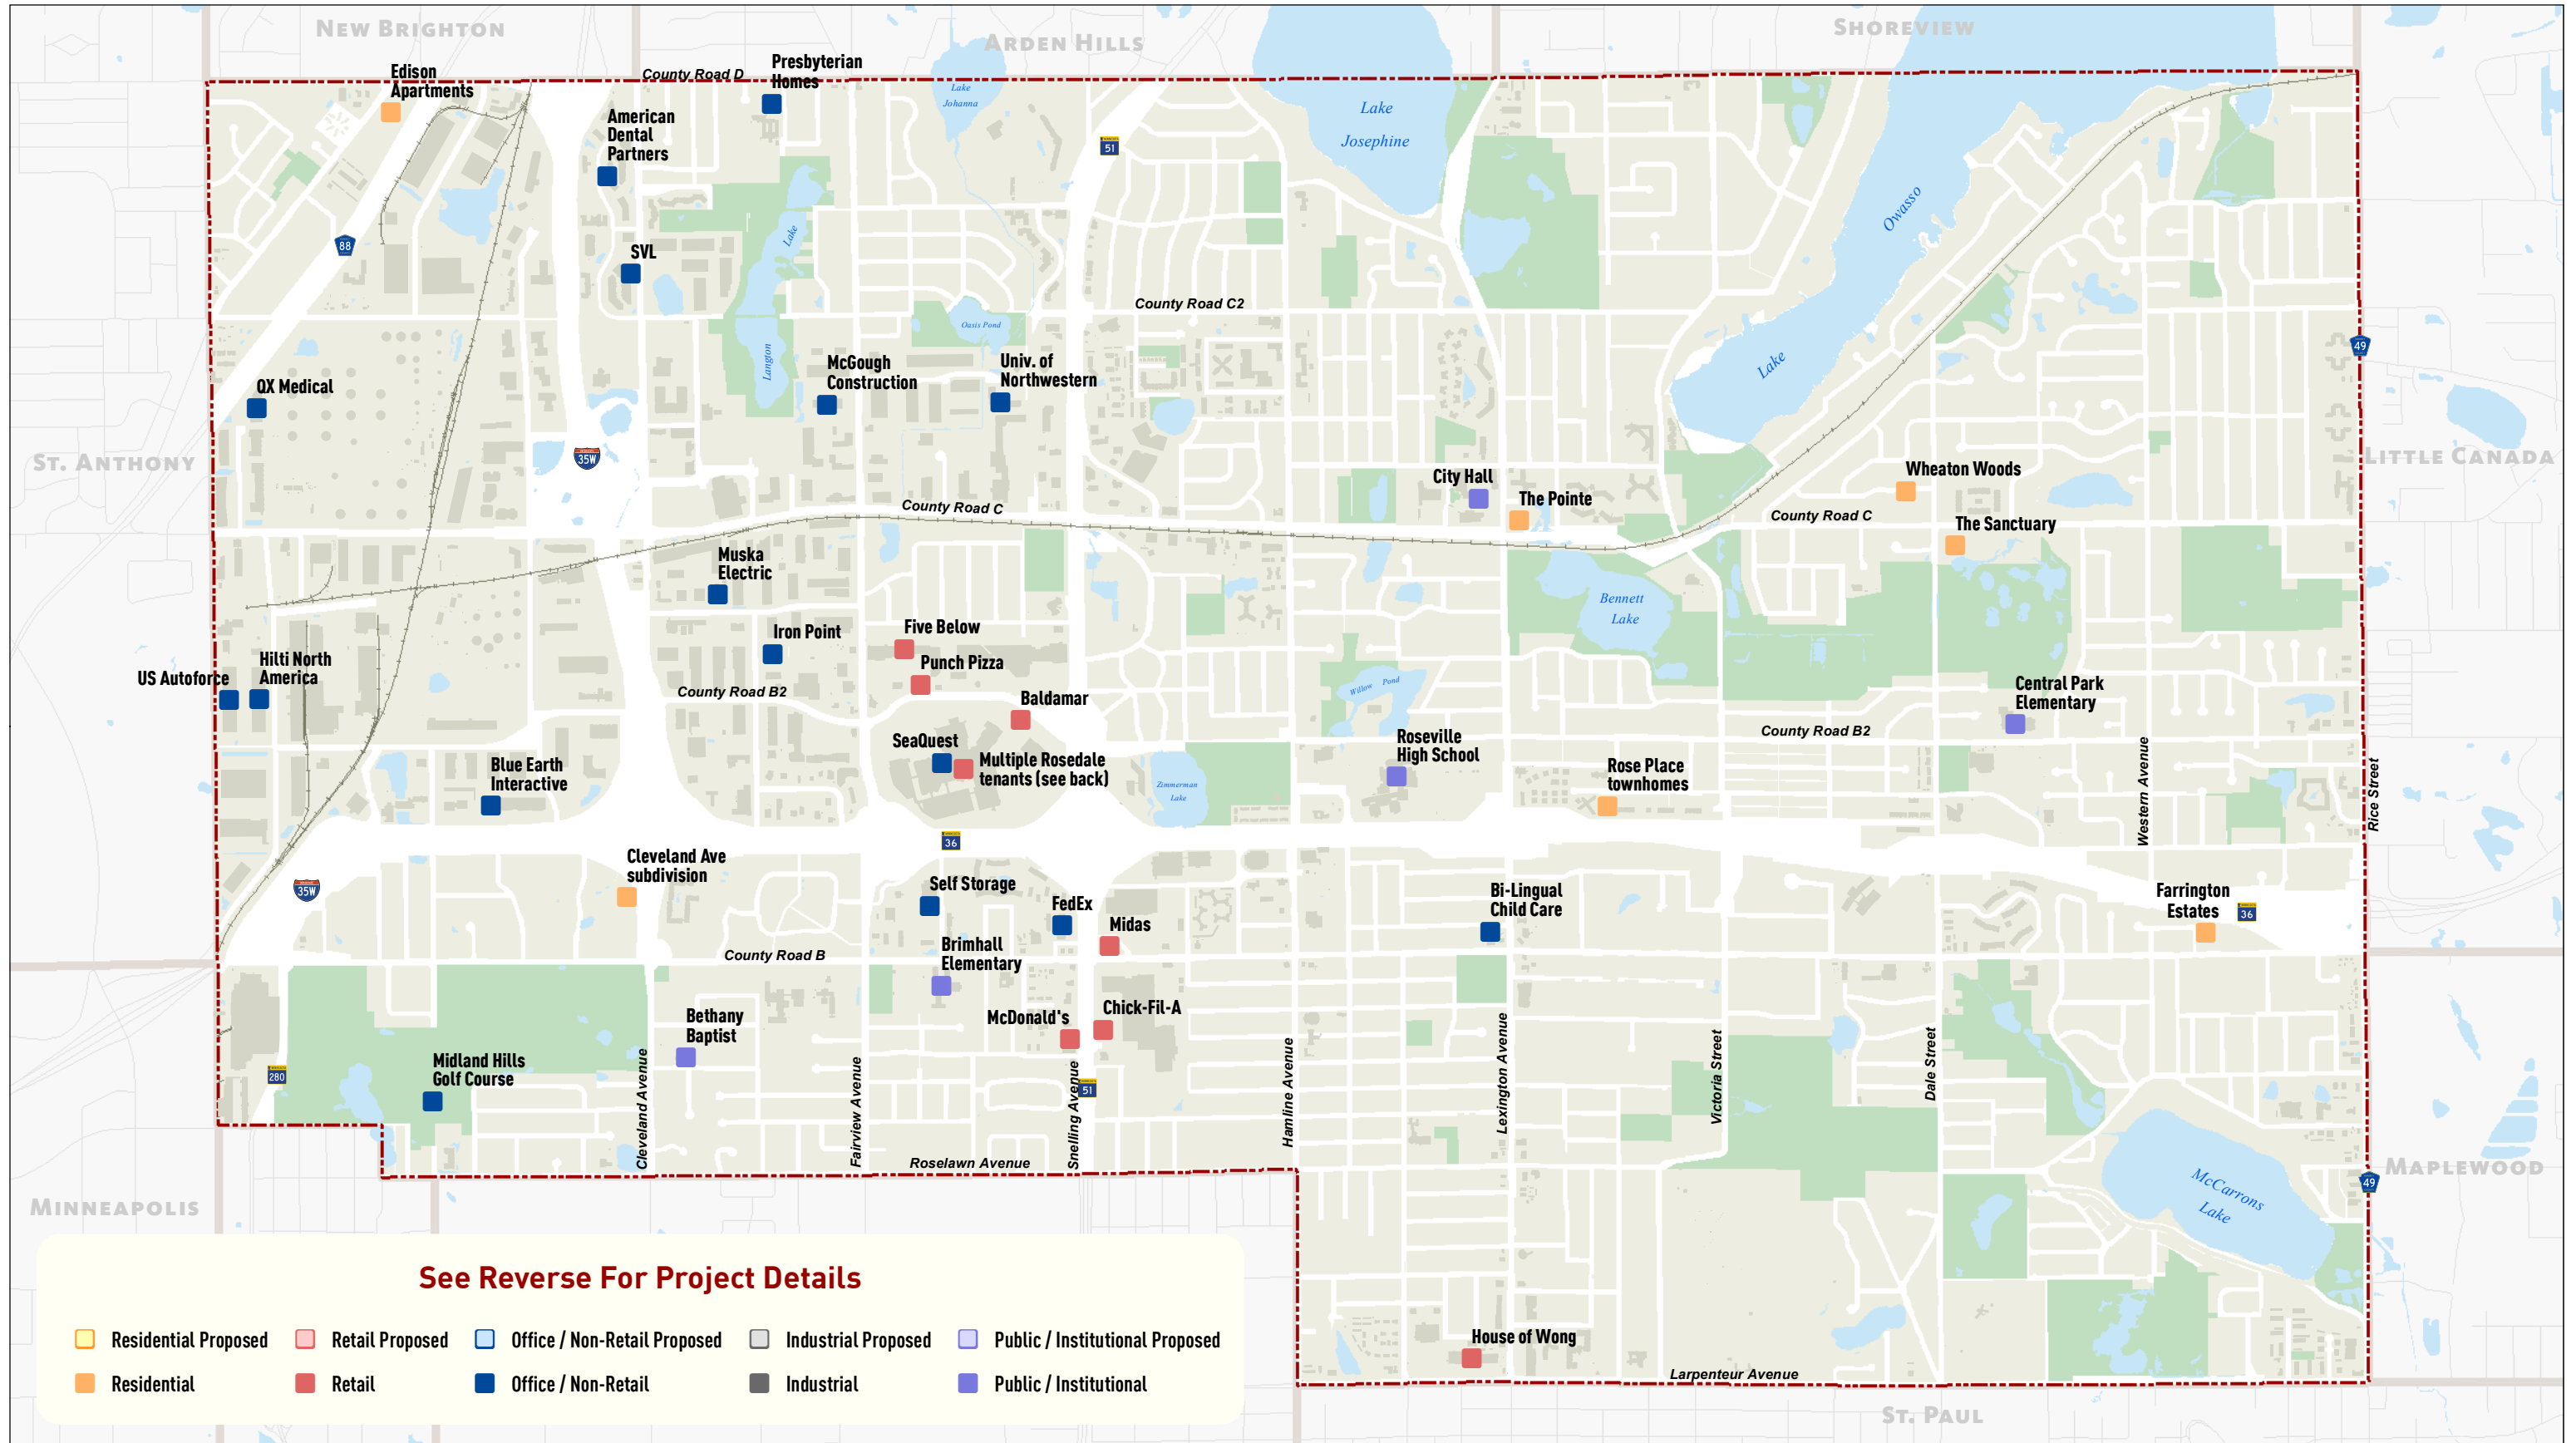 NEW BRIGHTON
ARDEN HILLS
SHOREVIEW
County Road D
Presbyterian
Homes
Edison
Apartments
Lake
Johanna
Lake
Josephine
American
Dental
Partners
51
Owasso
Lake
88
SVL
Lake
Langton
County Road C2
Oasis Pond
49
McGough
Construction
Univ. of
Northwestern
QX Medical
35W
ST. ANTHONY
LITTLE CANADA
City Hall
The Pointe
Wheaton Woods
County Road C
County Road C
The Sanctuary
Muska
Electric
Bennett
Lake
Iron Point
Five Below
Punch Pizza
US Autoforce
Hilti North
America
County Road B2
Baldamar
Willow Pond
Central Park
Elementary
County Road B2
SeaQuest
Multiple Rosedale
tenants (see back)
Roseville
High School
Blue Earth
Interactive
Zimmerman
Lake
Rose Place
townhomes
Western Avenue
Rice Street
36
Cleveland Ave
subdivision
35W
Self Storage
FedEx
Midas
Bi-Lingual
Child Care
Farrington
Estates
36
County Road B
Brimhall
Elementary
Bethany
Baptist
McDonald's
Chick-Fil-A
280
Midland Hills
Golf Course
51
Cleveland Avenue
Fairview Avenue
Snelling Avenue
Hamline Avenue
Lexington Avenue
Victoria Street
Dale Street
Roselawn Avenue
McCarrons
Lake
MAPLEWOOD
49
MINNEAPOLIS
See Reverse For Project Details
Residential Proposed
Retail Proposed
Office / Non-Retail Proposed
Industrial Proposed
Public / Institutional Proposed
Residential
Retail
Office / Non-Retail
Industrial
Public / Institutional
House of Wong
Larpenteur Avenue
ST. PAUL